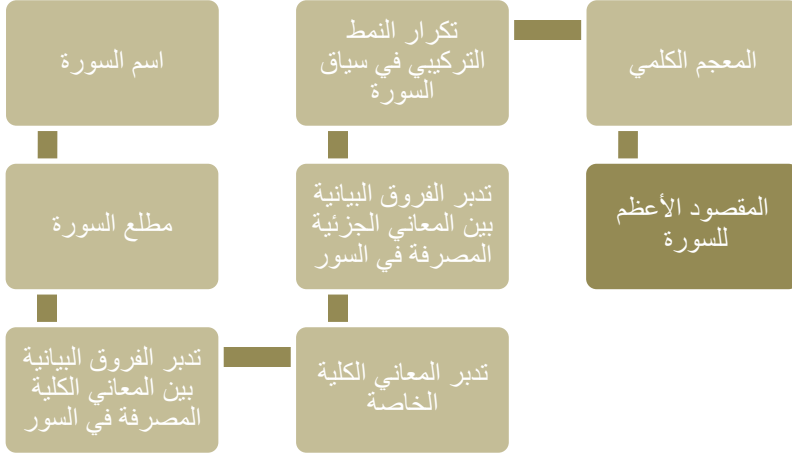 اسم السورة
مطلع السورة
تدبر الفروق البيانية
بين المعاني الكلية
المصرفة في السور
تدبر المعاني الكلية
الخاصة
تدبر الفروق البيانية
بين المعاني الجزئية
المصرفة في السور
تكرار النمط
التركيبي في سياق
السورة
المعجم الكلمي
المقصود الأعظم
للسورة